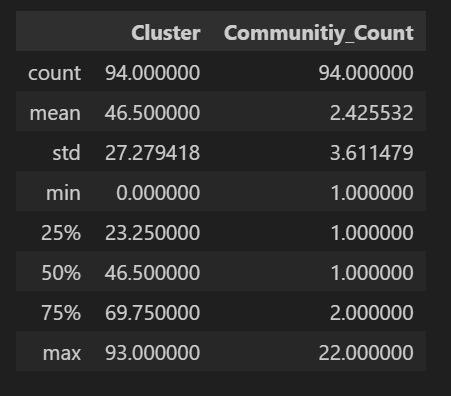 Cluster Communitiy_Count
count 94.000000 94.000000
mean 46.500000 2.425532
std 27.279418 3.611479
min 0.000000 1.000000
25% 23.250000 1.000000
50% 46.500000 1.000000
75% 69.750000 2.000000
max 93.000000 22.000000